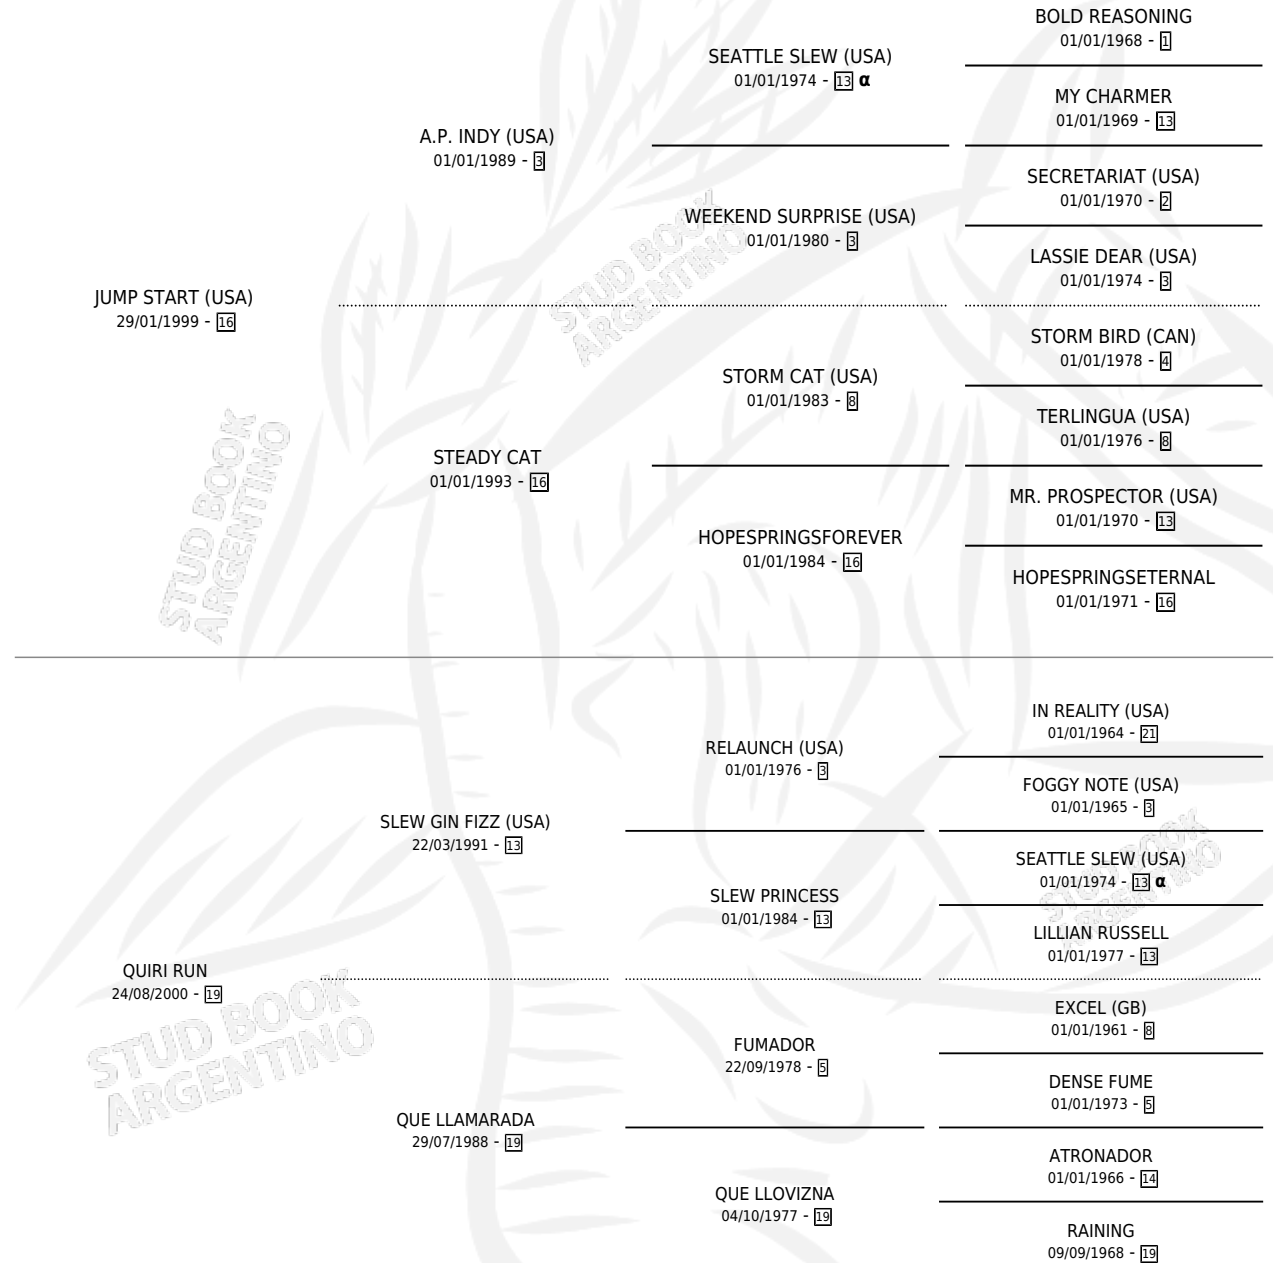 BOLD REASONING
01/01/1968 - 1
SEATTLE SLEW (USA)
01/01/1974 - 13 α
MY CHARMER
01/01/1969 - 13
A.P. INDY (USA)
01/01/1989 - 3
SECRETARIAT (USA)
01/01/1970 - 2
WEEKEND SURPRISE (USA)
01/01/1980 - 3
LASSIE DEAR (USA)
01/01/1974 - 3
STUD BOOK
ARGENTINO
JUMP START (USA)
29/01/1999 - 16
STORM BIRD (CAN)
01/01/1978 - 4
STORM CAT (USA)
01/01/1983 - 8
TERLINGUA (USA)
01/01/1976 - 8
STEADY CAT
01/01/1993 - 16
MR. PROSPECTOR (USA)
01/01/1970 - 13
HOPESPRINGSFOREVER
01/01/1984 - 16
HOPESPRINGSETERNAL
01/01/1971 - 16
STUD BOOK
ARGENTINO
IN REALITY (USA)
01/01/1964 - 21
RELAUNCH (USA)
01/01/1976 - 3
FOGGY NOTE (USA)
01/01/1965 - 3
SLEW GIN FIZZ (USA)
22/03/1991 - 13
SEATTLE SLEW (USA)
01/01/1974 - 13 α
SLEW PRINCESS
01/01/1984 - 13
LILLIAN RUSSELL
01/01/1977 - 13
STUD BOOK
ARGENTINO
QUIRI RUN
24/08/2000 - 19
EXCEL (GB)
01/01/1961 - 8
FUMADOR
22/09/1978 - 5
DENSE FUME
01/01/1973 - 5
QUE LLAMARADA
29/07/1988 - 19
ATRONADOR
01/01/1966 - 14
QUE LLOVIZNA
04/10/1977 - 19
RAINING
09/09/1968 - 19
STUD BOOK
ARGENTINO